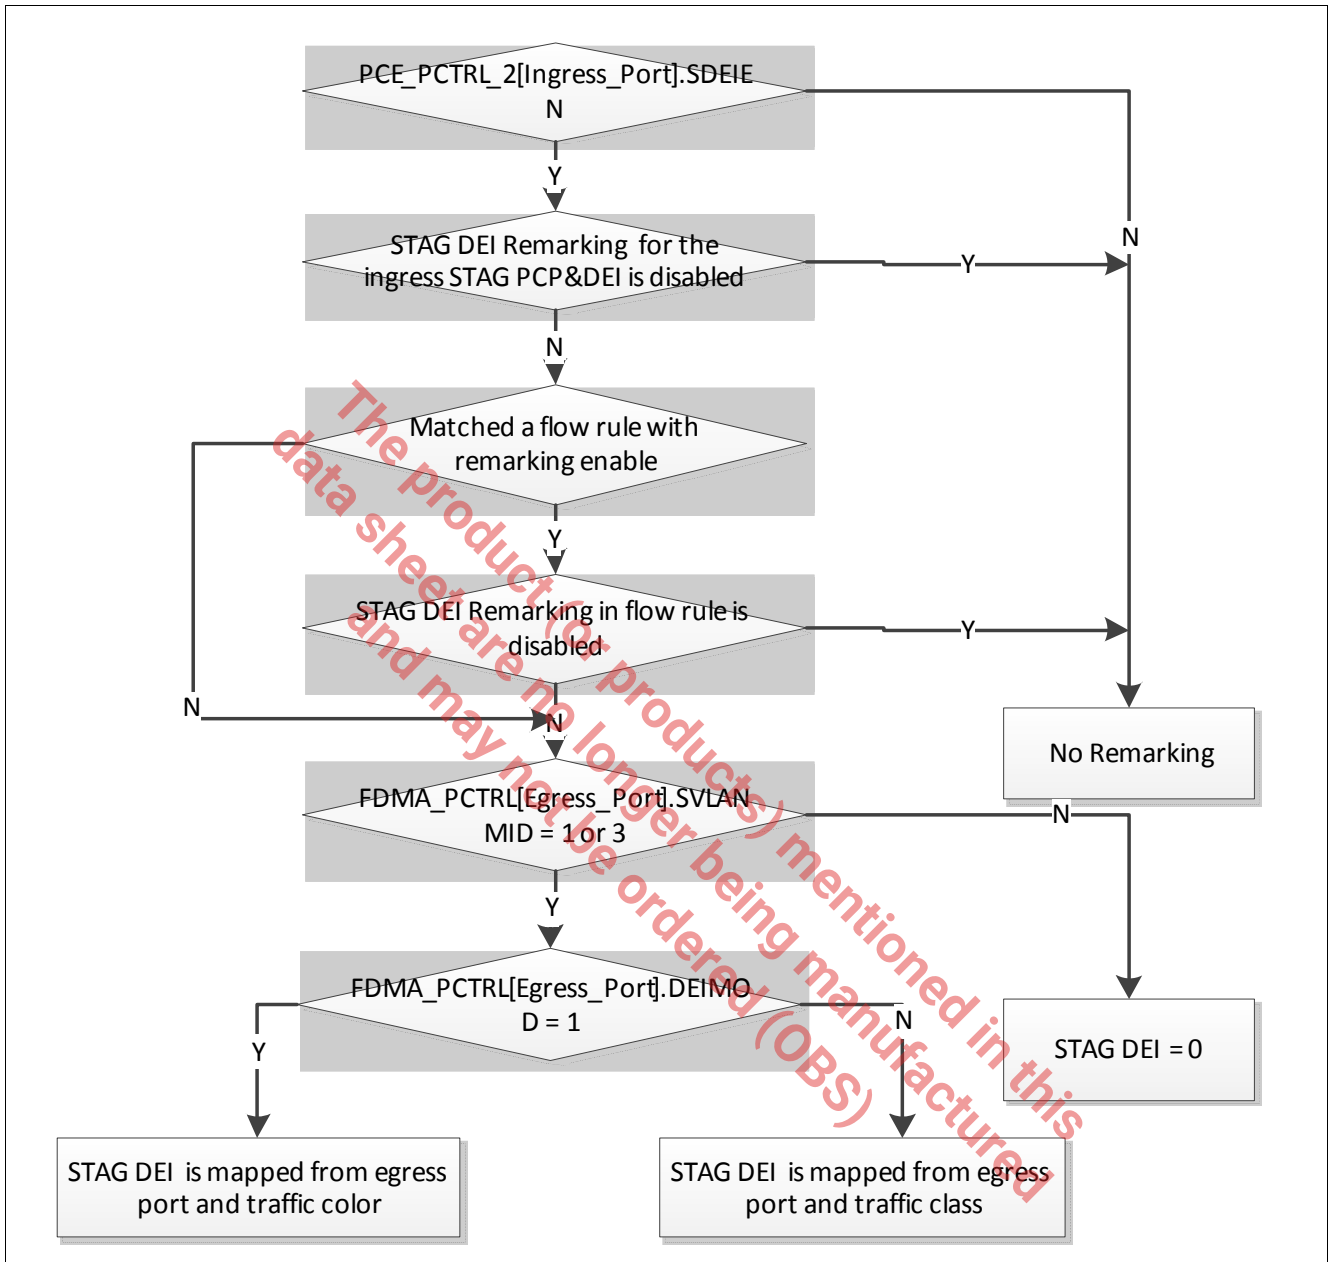 PCE_PCTRL_2[Ingress_Port].SDEIE
N
Y
N
STAG DEI Remarking for the
ingress STAG PCP&DEI is disabled
Y
N
Matched a flow rule with
remarking enable
Y
STAG DEI Remarking in flow rule is
disabled
Y
N
N
No Remarking
FDMA_PCTRL[Egress_Port].SVLAN
MID = 1 or 3
N
Y
FDMA_PCTRL[Egress_Port].DEIMO
D = 1
N
Y
STAG DEI = 0
STAG DEI is mapped from egress
port and traffic color
STAG DEI is mapped from egress
port and traffic class
The product (or products) mentioned in this
data sheet are no longer being manufactured
and may not be ordered (OBS)